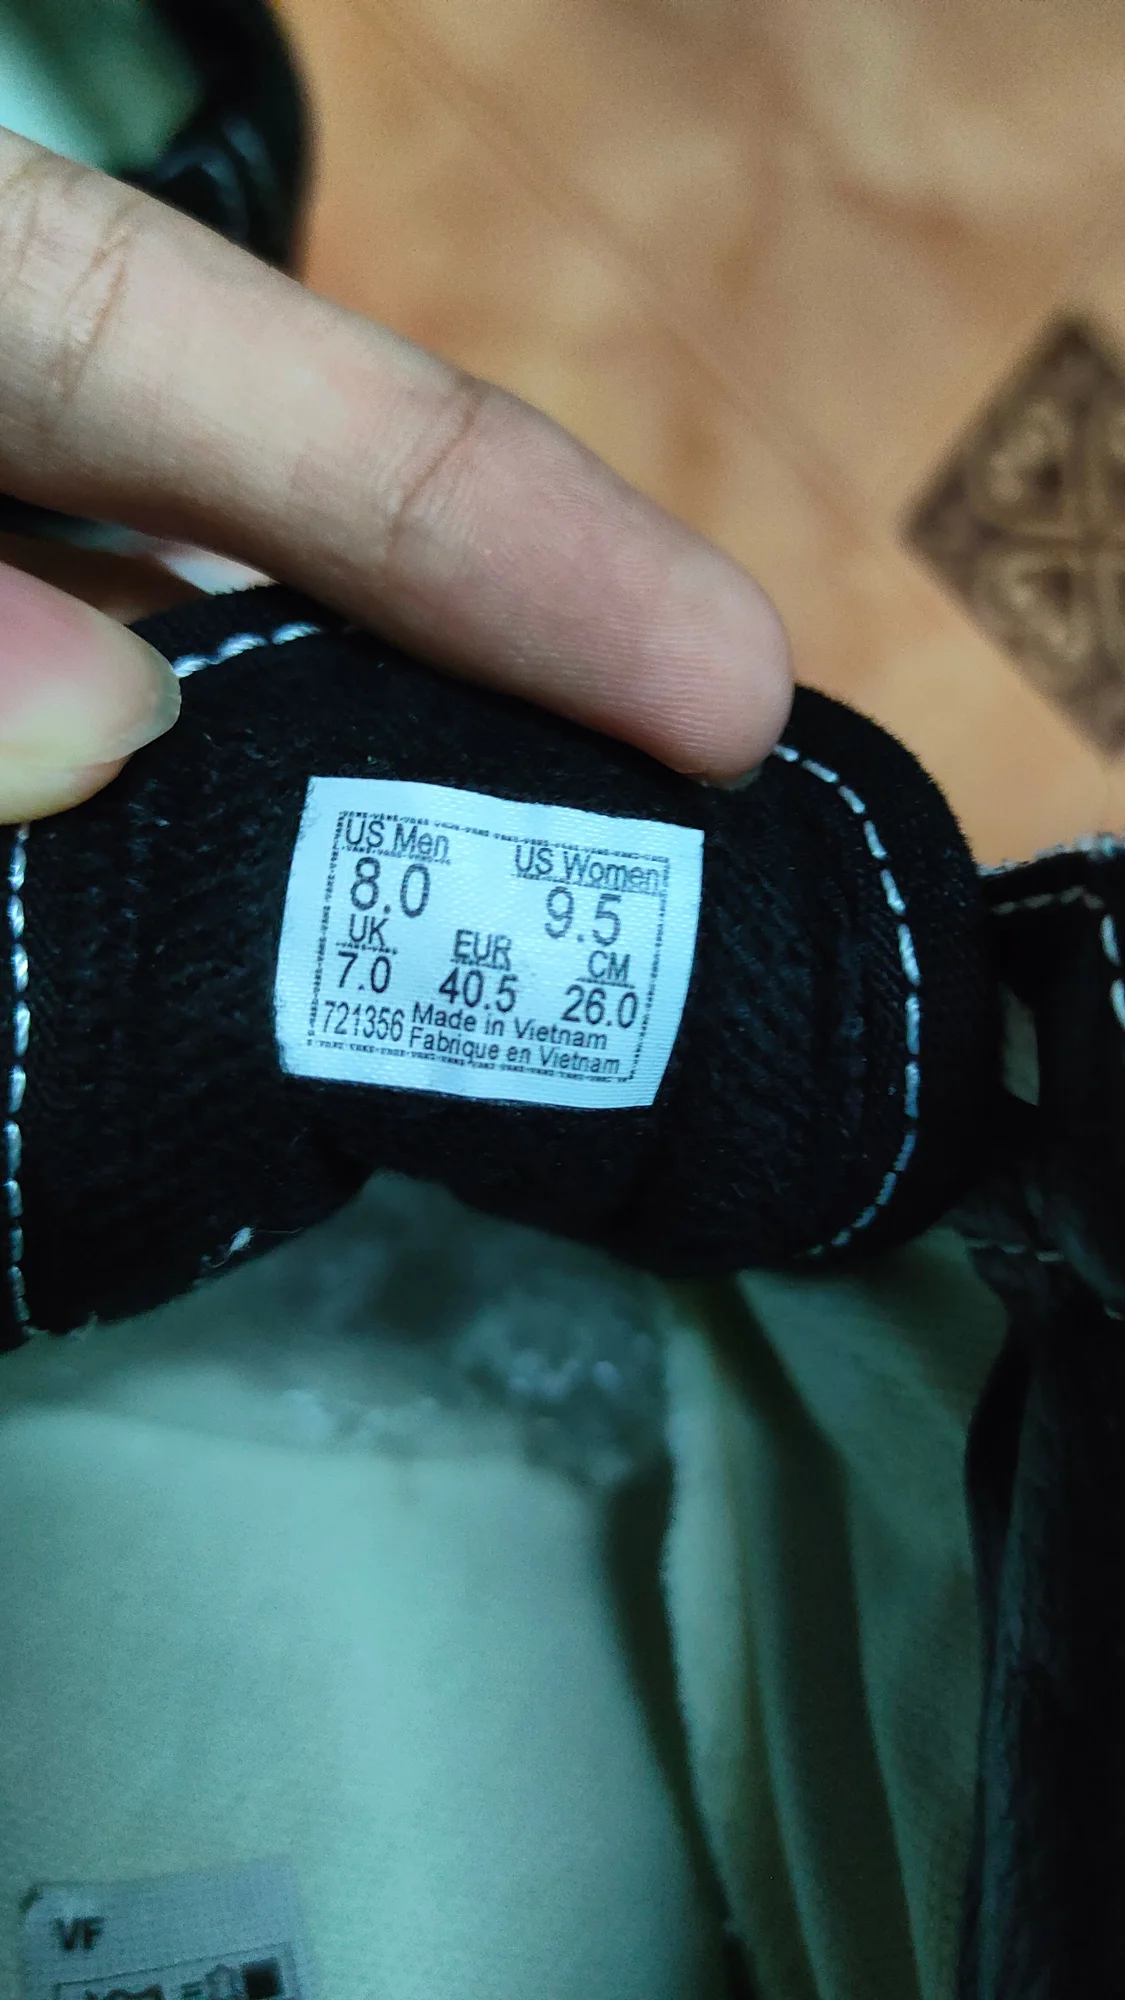 US Men US Women
8.0 9.5
UK EUR CM
7.0 40.5 26.0
721356 Made in Vietnam
Fabrique en Vietnam
VF